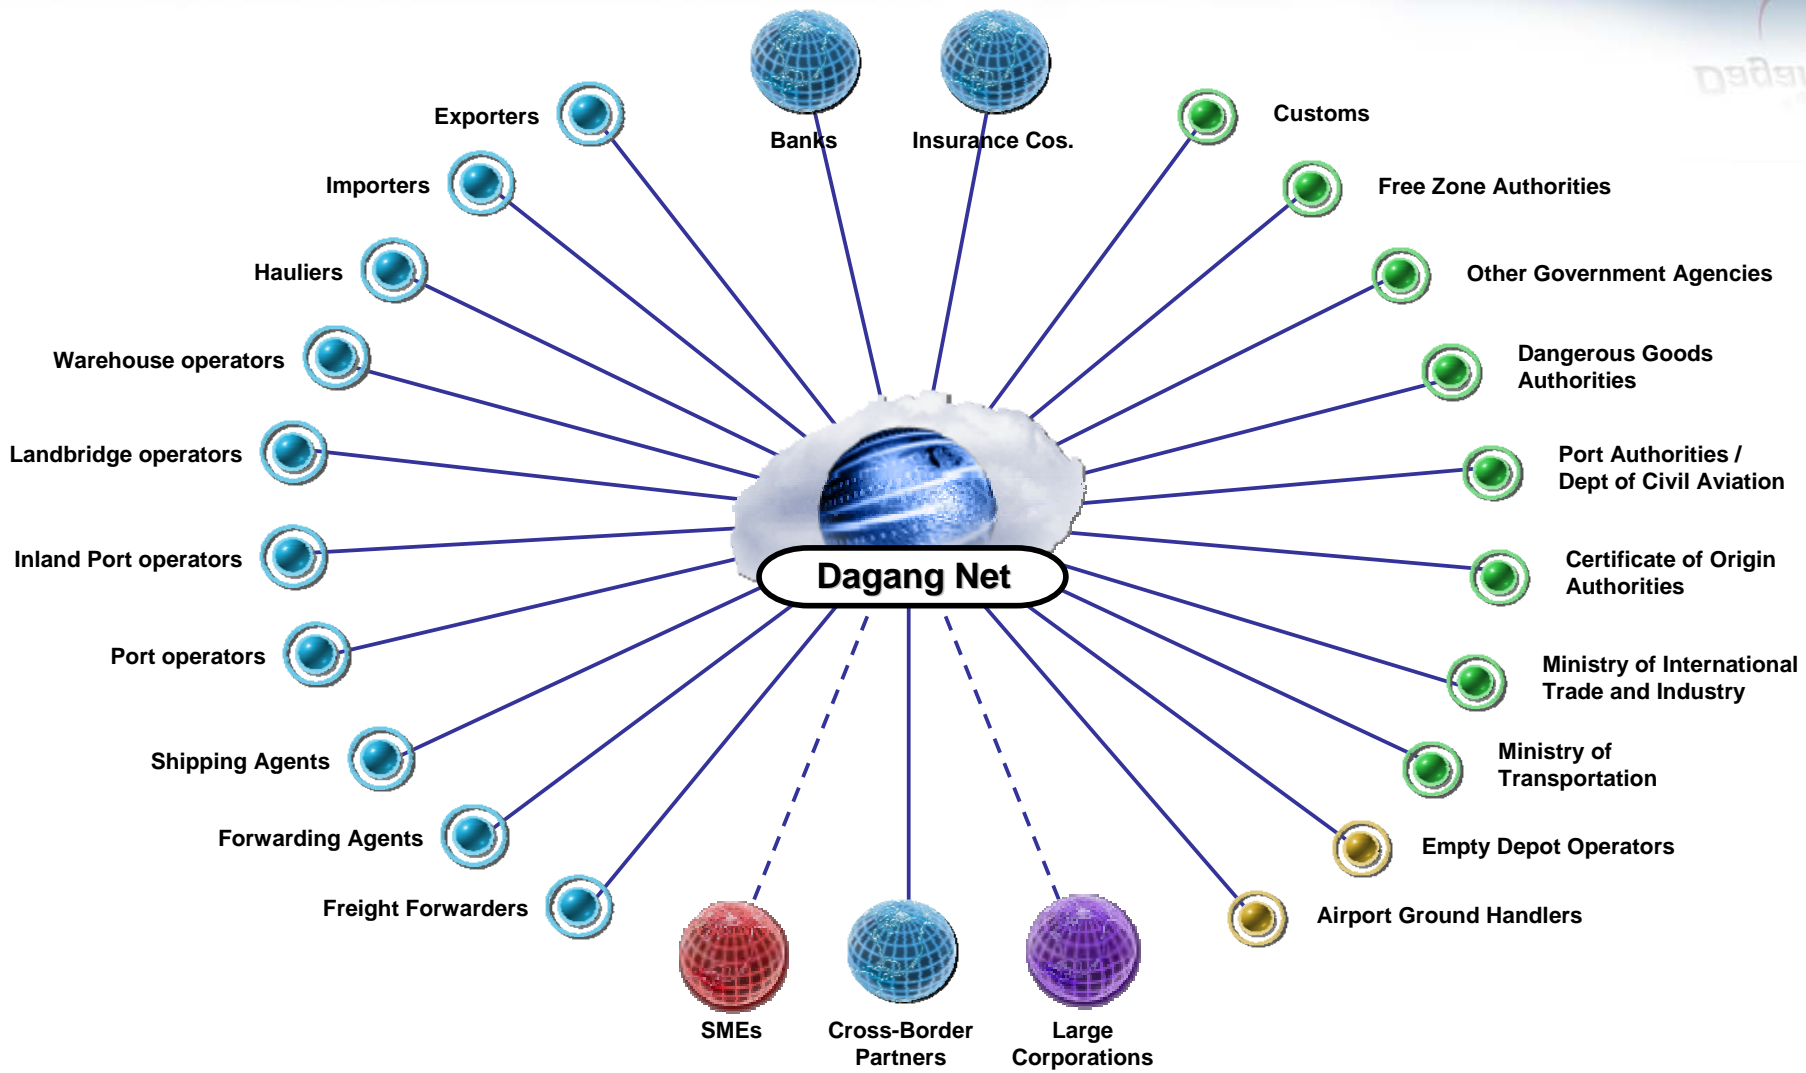 Exporters
Importers
Hauliers
Warehouse operators
Landbridge operators
Inland Port operators
Port operators
Shipping Agents
Forwarding Agents
Freight Forwarders
Banks
Insurance Cos.
Dagang Net
SMEs
Cross-Border
Partners
Large
Corporations
Customs
Free Zone Authorities
Other Government Agencies
Dangerous Goods
Authorities
Port Authorities /
Dept of Civil Aviation
Certificate of Origin
Authorities
Ministry of International
Trade and Industry
Ministry of
Transportation
Empty Depot Operators
Airport Ground Handlers